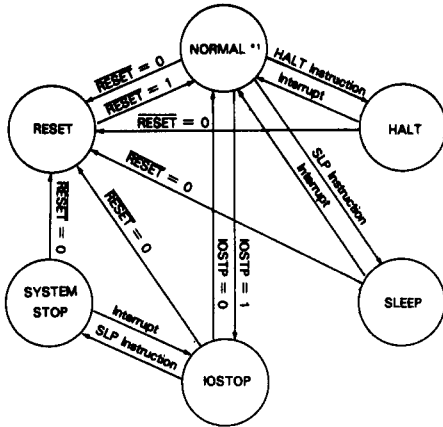 NORMAL *1
RESET = 0
RESET = 1
HALT Instruction
Interrupt
RESET
RESET = 0
HALT
RESET = 0
SLP Instruction
Interrupt
RESET = 0
RESET = 0
IOSTP = 0
IOSTP = 1
SYSTEM
STOP
Interrupt
SLP Instruction
SLEEP
IOSTOP